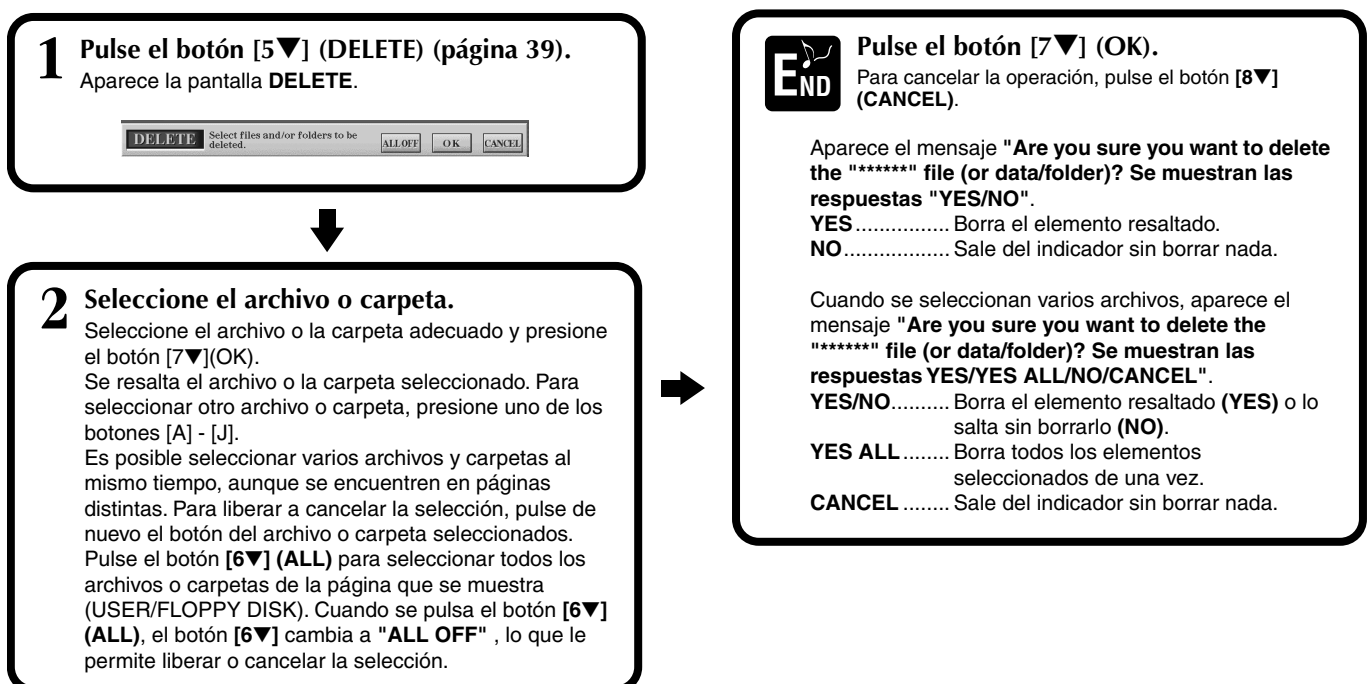 1 Pulse el botón [5▼] (DELETE) (página 39).
Aparece la pantalla DELETE.
DELETE Select files and/or folders to be
deleted.
ALL OFF OK CANCEL
2 Seleccione el archivo o carpeta.
Seleccione el archivo o la carpeta adecuado y presione
el botón [7▼](OK).
Se resalta el archivo o la carpeta seleccionado. Para
seleccionar otro archivo o carpeta, presione uno de los
botones [A] - [J].
Es posible seleccionar varios archivos y carpetas al
mismo tiempo, aunque se encuentren en páginas
distintas. Para liberar a cancelar la selección, pulse de
nuevo el botón del archivo o carpeta seleccionados.
Pulse el botón [6▼] (ALL) para seleccionar todos los
archivos o carpetas de la página que se muestra
(USER/FLOPPY DISK). Cuando se pulsa el botón [6▼]
(ALL), el botón [6▼] cambia a "ALL OFF" , lo que le
permite liberar o cancelar la selección.
END
Pulse el botón [7▼] (OK).
Para cancelar la operación, pulse el botón [8▼]
(CANCEL).
Aparece el mensaje "Are you sure you want to delete
the "******" file (or data/folder)? Se muestran las
respuestas "YES/NO".
YES................ Borra el elemento resaltado.
NO.................. Sale del indicador sin borrar nada.
Cuando se seleccionan varios archivos, aparece el
mensaje "Are you sure you want to delete the
"******" file (or data/folder)? Se muestran las
respuestas YES/YES ALL/NO/CANCEL".
YES/NO.......... Borra el elemento resaltado (YES) o lo
salta sin borrarlo (NO).
YES ALL ........ Borra todos los elementos
seleccionados de una vez.
CANCEL ........ Sale del indicador sin borrar nada.